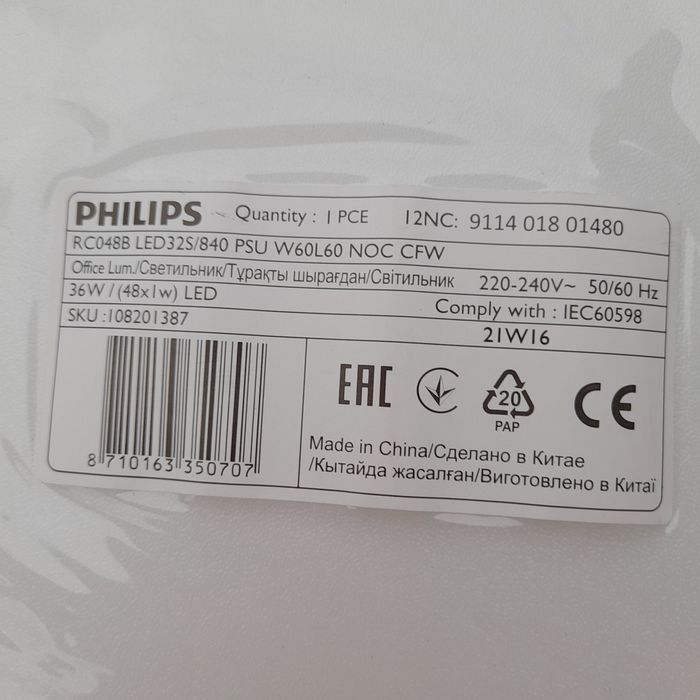 PHILIPS Quantity : 1 PCE 12NC: 9114 018 01480
RC048B LED32S/840 PSU W60L60 NOC CFW
Office Lum./Светильник/Тұрақты шырағдан/Світильник 220-240V~ 50/60 Hz
36W / (48x1w) LED Comply with : IEC60598
SKU :108201387 21W16
EAC
20
PAP
CE
8 710163 350707
Made in China/Сделано в Китае
/Кытайда жасалған/Виготовлено в Китаї